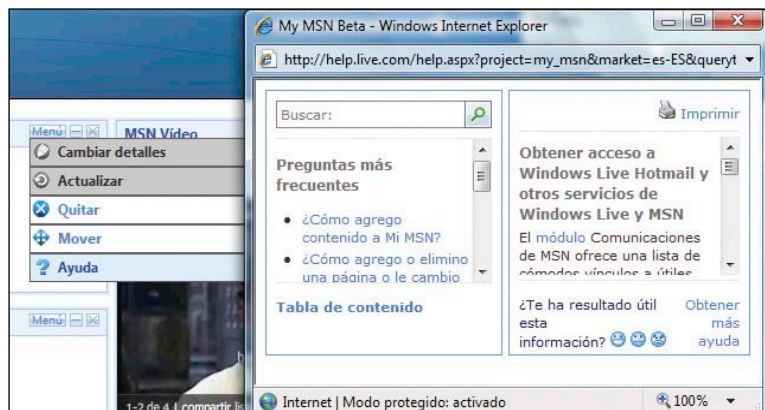 My MSN Beta - Windows Internet Explorer
http://help.live.com/help.aspx?project=my_msn&market=es-ES&queryt
Menú
MSN Vídeo
Cambiar detalles
Actualizar
Quitar
Mover
Ayuda
Menú
1-2 de 4 | compartir
Buscar:
Preguntas más
frecuentes
¿Cómo agrego
contenido a Mi MSN?
¿Cómo agrego o elimino
una página o le cambio
Tabla de contenido
Imprimir
Obtener acceso a
Windows Live Hotmail y
otros servicios de
Windows Live y MSN
El módulo Comunicaciones
de MSN ofrece una lista de
cómodos vínculos a útiles
¿Te ha resultado útil
esta
información?
Obtener
más
ayuda
Internet | Modo protegido: activado
100%